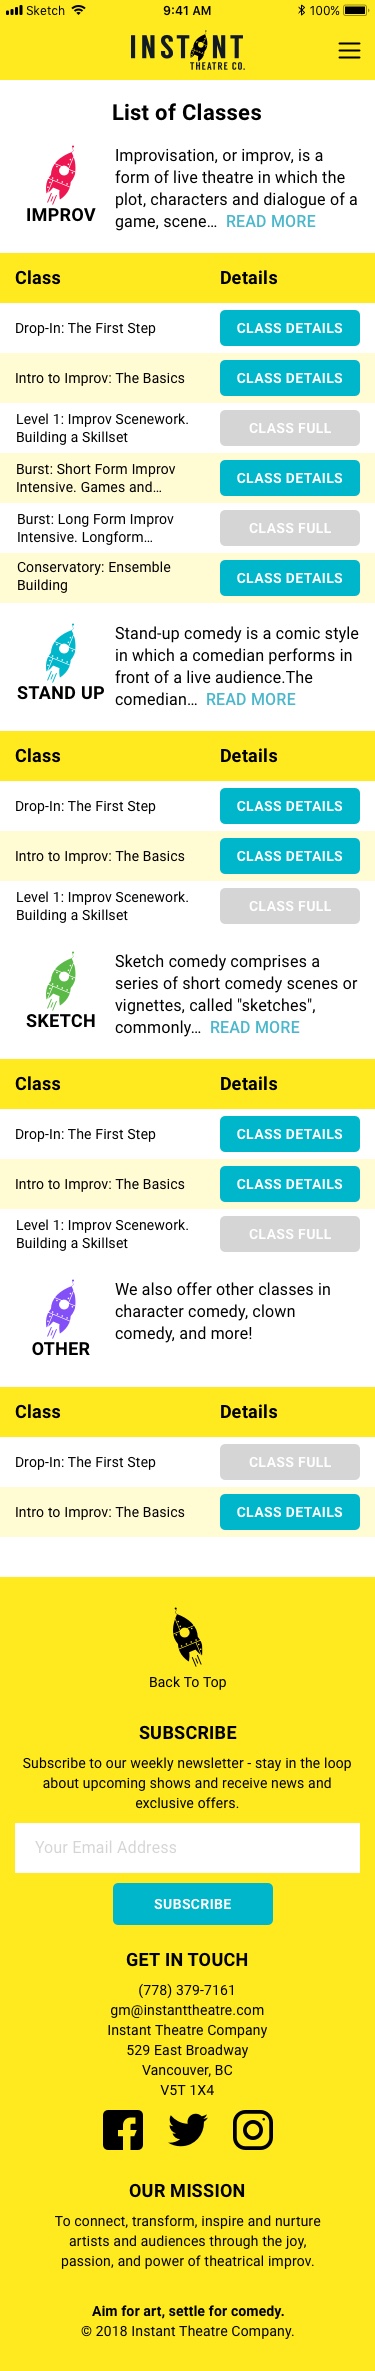 Sketch 9:41 AM 100%
INSTANT
THEATRE CO.
List of Classes
Improvisation, or improv, is a
form of live theatre in which the
plot, characters and dialogue of a
game, scene... READ MORE
IMPROV
Class Details
Drop-In: The First Step CLASS DETAILS
Intro to Improv: The Basics CLASS DETAILS
Level 1: Improv Scenework.
Building a Skillset
CLASS FULL
Burst: Short Form Improv
Intensive. Games and...
CLASS DETAILS
Burst: Long Form Improv
Intensive. Longform...
CLASS FULL
Conservatory: Ensemble
Building
CLASS DETAILS
Stand-up comedy is a comic style
in which a comedian performs in
front of a live audience.The
comedian... READ MORE
STAND UP
Class Details
Drop-In: The First Step CLASS DETAILS
Intro to Improv: The Basics CLASS DETAILS
Level 1: Improv Scenework.
Building a Skillset
CLASS FULL
Sketch comedy comprises a
series of short comedy scenes or
vignettes, called "sketches",
commonly... READ MORE
SKETCH
Class Details
Drop-In: The First Step CLASS DETAILS
Intro to Improv: The Basics CLASS DETAILS
Level 1: Improv Scenework.
Building a Skillset
CLASS FULL
We also offer other classes in
character comedy, clown
comedy, and more!
OTHER
Class Details
Drop-In: The First Step CLASS FULL
Intro to Improv: The Basics CLASS DETAILS
Back To Top
SUBSCRIBE
Subscribe to our weekly newsletter - stay in the loop
about upcoming shows and receive news and
exclusive offers.
Your Email Address
SUBSCRIBE
GET IN TOUCH
(778) 379-7161
gm@instanttheatre.com
Instant Theatre Company
529 East Broadway
Vancouver, BC
V5T 1X4
OUR MISSION
To connect, transform, inspire and nurture
artists and audiences through the joy,
passion, and power of theatrical improv.
Aim for art, settle for comedy.
© 2018 Instant Theatre Company.